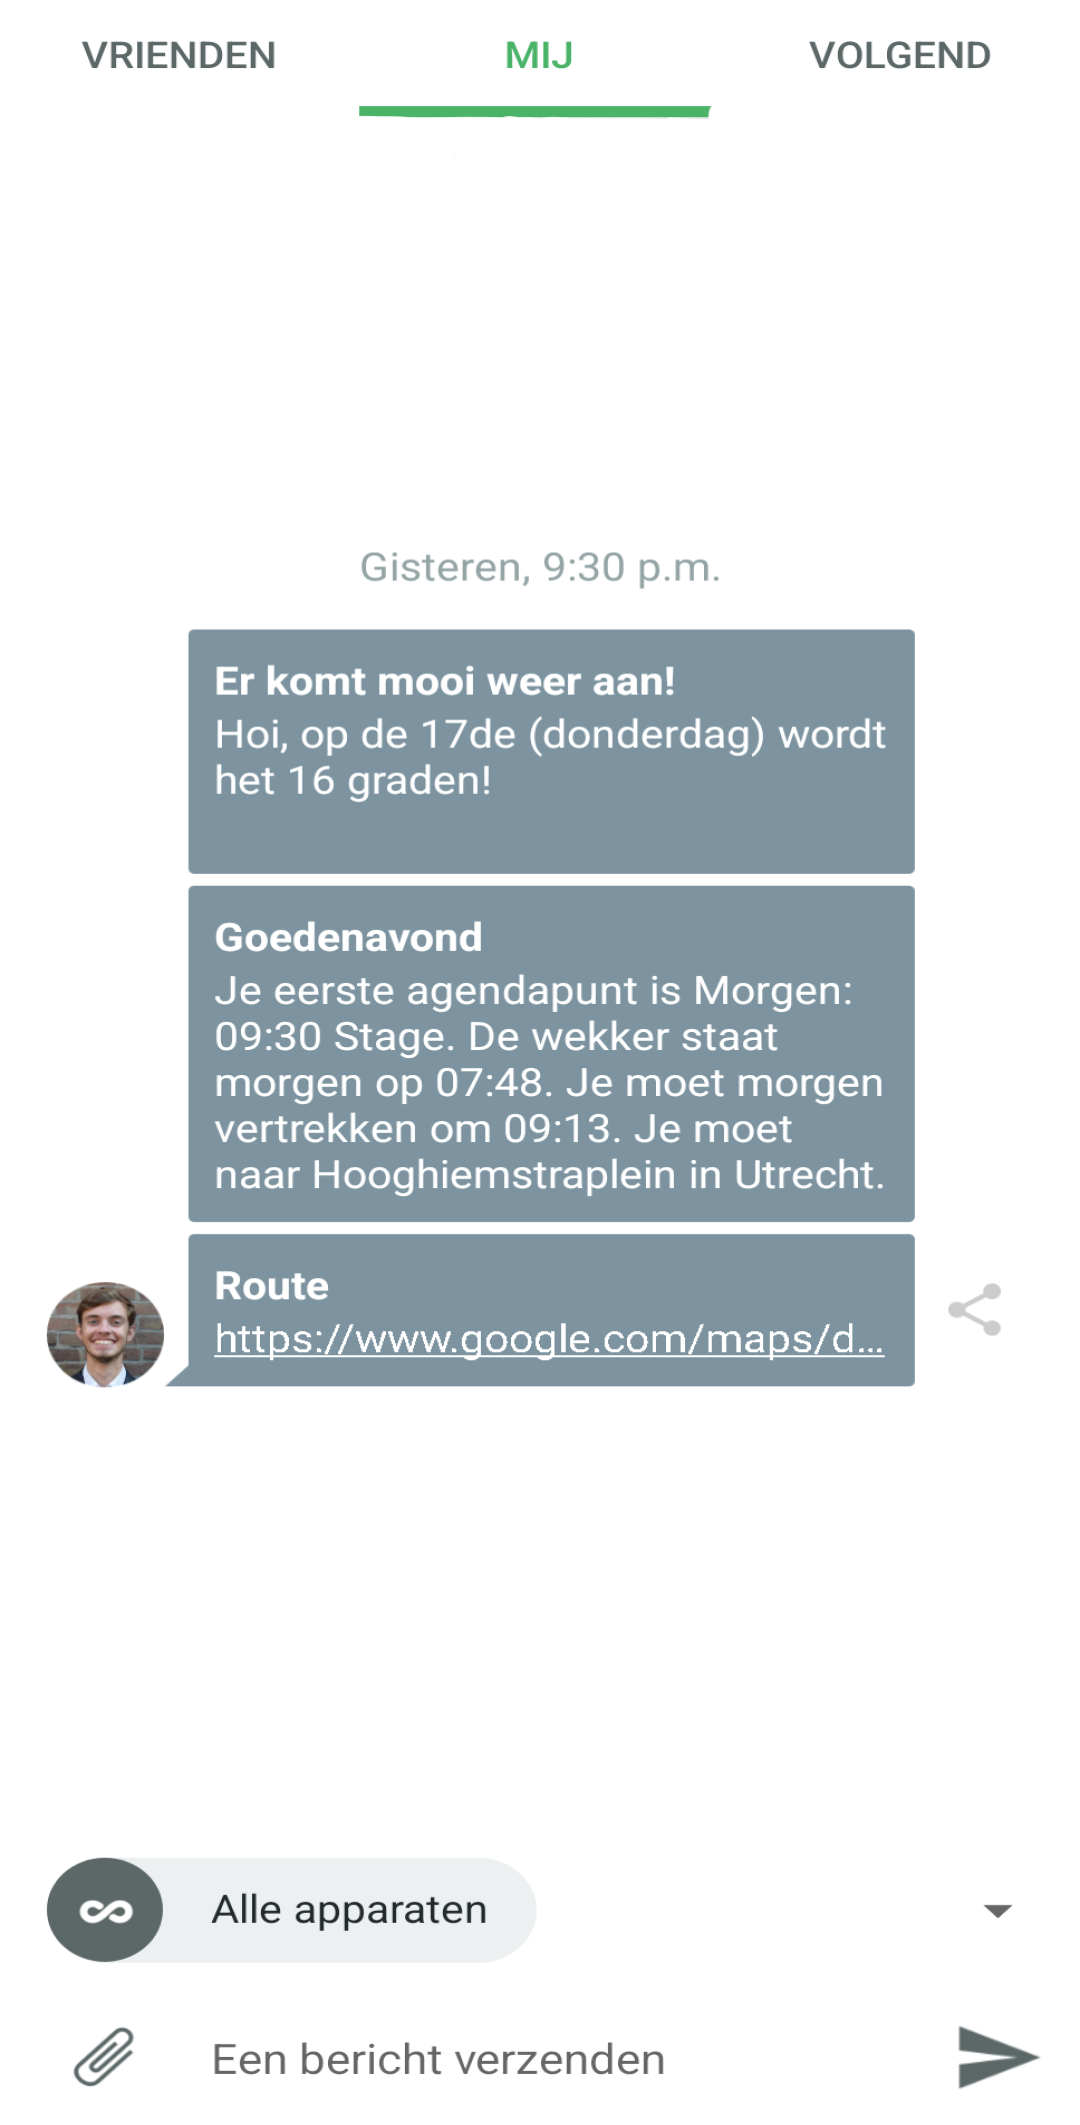 VRIENDEN MIJ VOLGEND
Gisteren, 9:30 p.m.
Er komt mooi weer aan!
Hoi, op de 17de (donderdag) wordt
het 16 graden!
Goedenavond
Je eerste agendapunt is Morgen:
09:30 Stage. De wekker staat
morgen op 07:48. Je moet morgen
vertrekken om 09:13. Je moet
naar Hooghiemstraplein in Utrecht.
Route
https://www.google.com/maps/d...
Alle apparaten
Een bericht verzenden